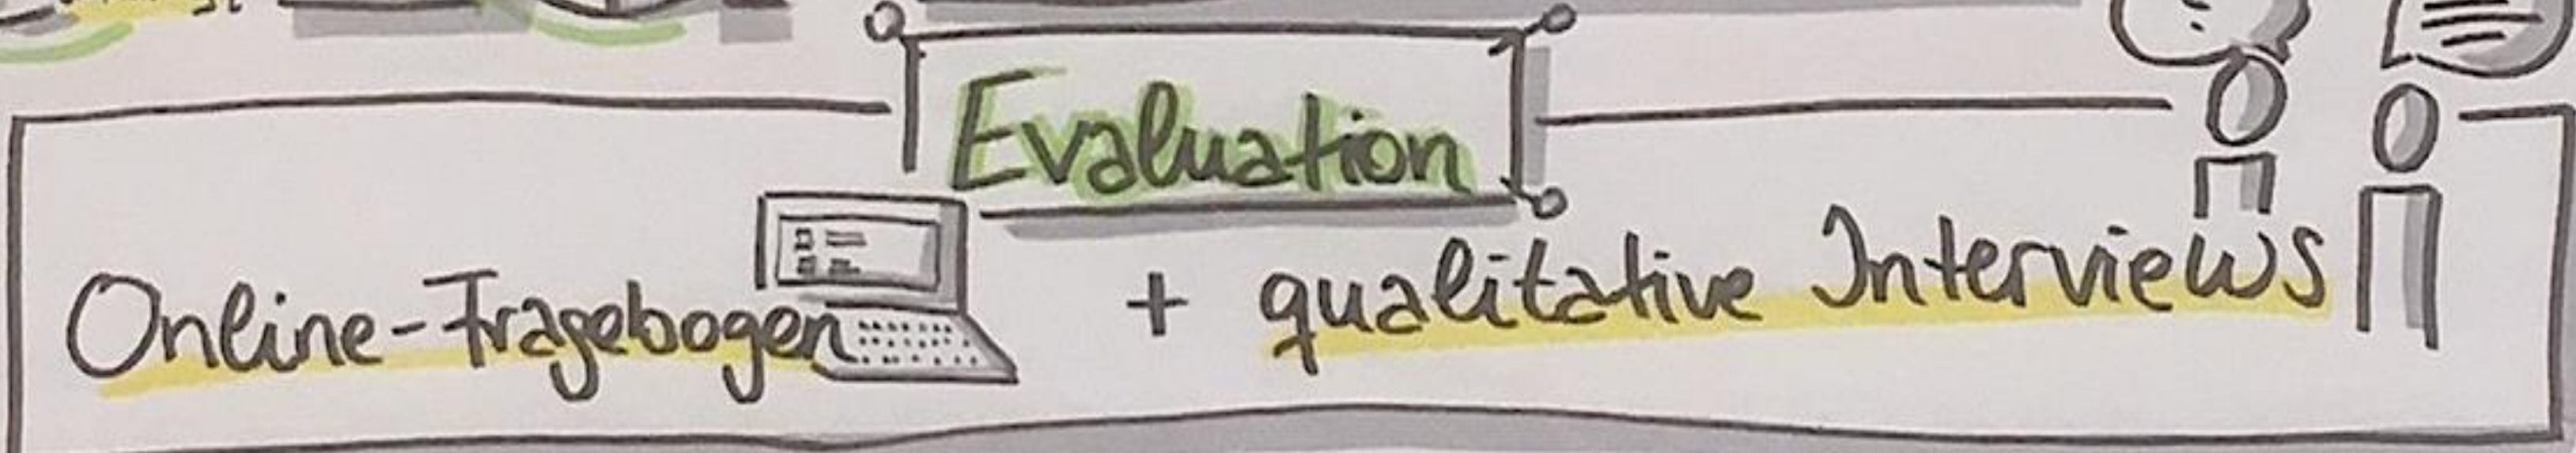 Evaluation
Online-Fragebogen + qualitative Interviews